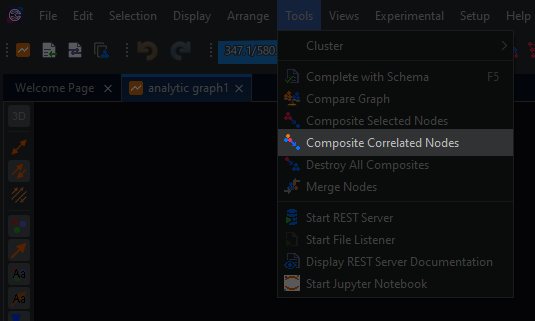 File Edit Selection Display Arrange Tools Views Experimental Setup Help
347.1/580.
Cluster
Welcome Page analytic graph1
Complete with Schema F5
3D
Compare Graph
Composite Selected Nodes
Composite Correlated Nodes
Destroy All Composites
Merge Nodes
Start REST Server
Start File Listener
Display REST Server Documentation
Aa
Start Jupyter Notebook
Aa